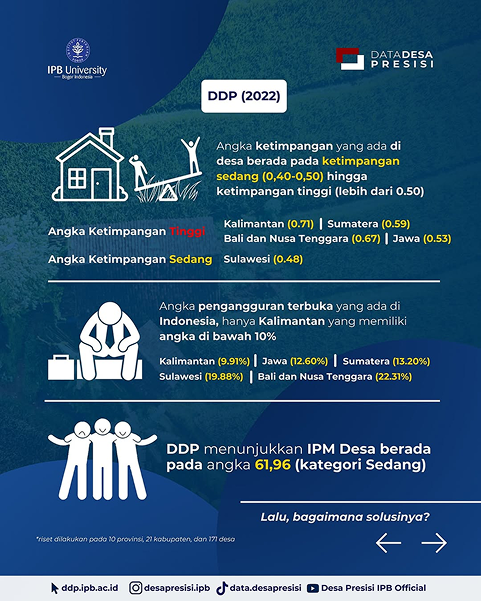 IPB University
Bogor Indonesia
DATA DESA
PRESISI
DDP (2022)
Angka ketimpangan yang ada di
desa berada pada ketimpangan
sedang (0,40-0,50) hingga
ketimpangan tinggi (lebih dari 0.50)
Angka Ketimpangan Tinggi
Kalimantan (0.71) | Sumatera (0.59)
Bali dan Nusa Tenggara (0.67) | Jawa (0.53)
Angka Ketimpangan Sedang
Sulawesi (0.48)
Angka pengangguran terbuka yang ada di
Indonesia, hanya Kalimantan yang memiliki
angka di bawah 10%
Kalimantan (9.91%) | Jawa (12.60%) | Sumatera (13.20%)
Sulawesi (19.88%) | Bali dan Nusa Tenggara (22.31%)
DDP menunjukkan IPM Desa berada
pada angka 61,96 (kategori Sedang)
Lalu, bagaimana solusinya?
*riset dilakukan pada 10 provinsi, 21 kabupaten, dan 171 desa
ddp.ipb.ac.id desapresisi.ipb data.desapresisi Desa Presisi IPB Official